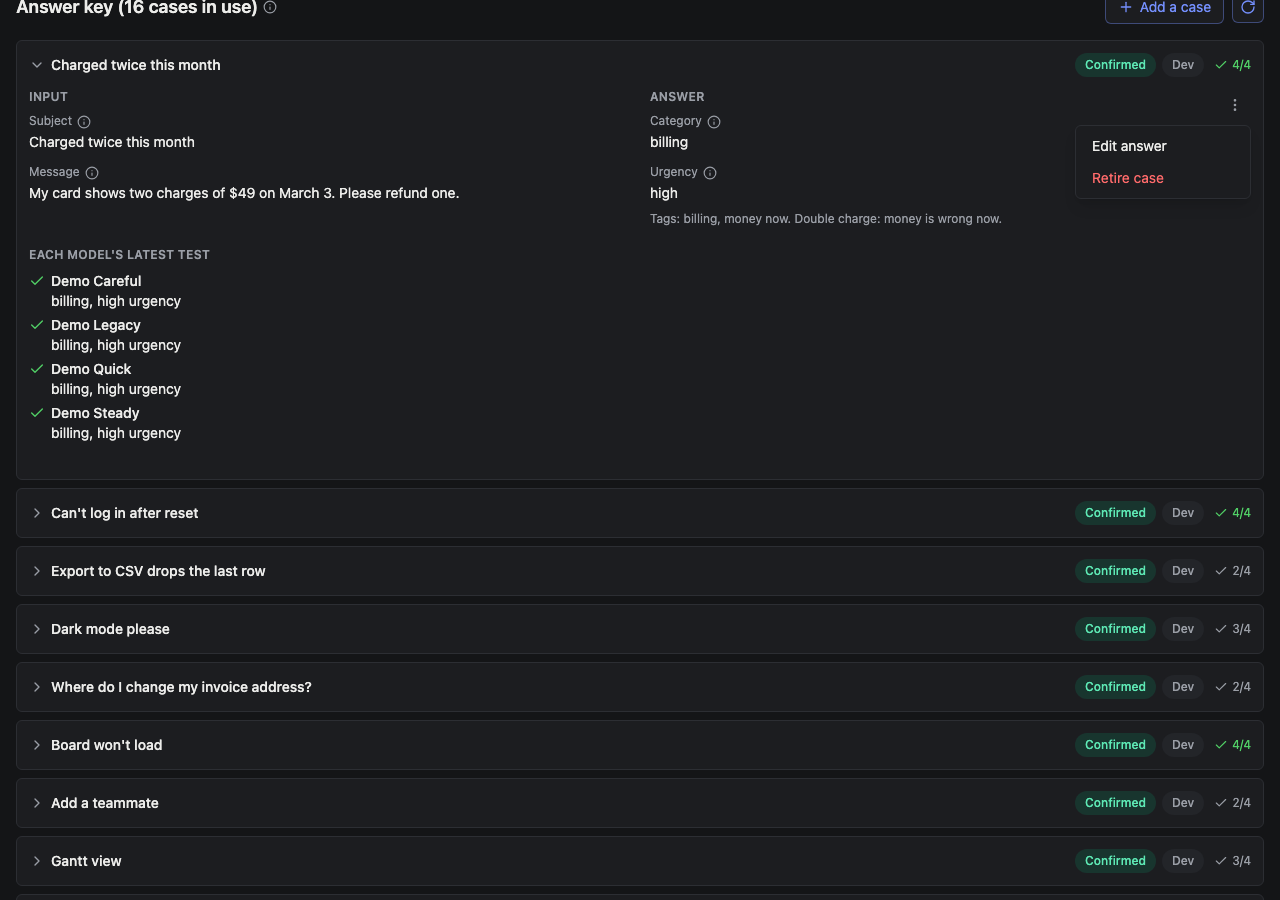 Answer key (16 cases in use)
+ Add a case
Charged twice this month
Confirmed Dev 4/4
INPUT
Subject
Charged twice this month
Message
My card shows two charges of $49 on March 3. Please refund one.
ANSWER
Category
billing
Urgency
high
Tags: billing, money now. Double charge: money is wrong now.
Edit answer
Retire case
EACH MODEL'S LATEST TEST
Demo Careful
billing, high urgency
Demo Legacy
billing, high urgency
Demo Quick
billing, high urgency
Demo Steady
billing, high urgency
Can't log in after reset Confirmed Dev 4/4
Export to CSV drops the last row Confirmed Dev 2/4
Dark mode please Confirmed Dev 3/4
Where do I change my invoice address? Confirmed Dev 2/4
Board won't load Confirmed Dev 4/4
Add a teammate Confirmed Dev 2/4
Gantt view Confirmed Dev 3/4